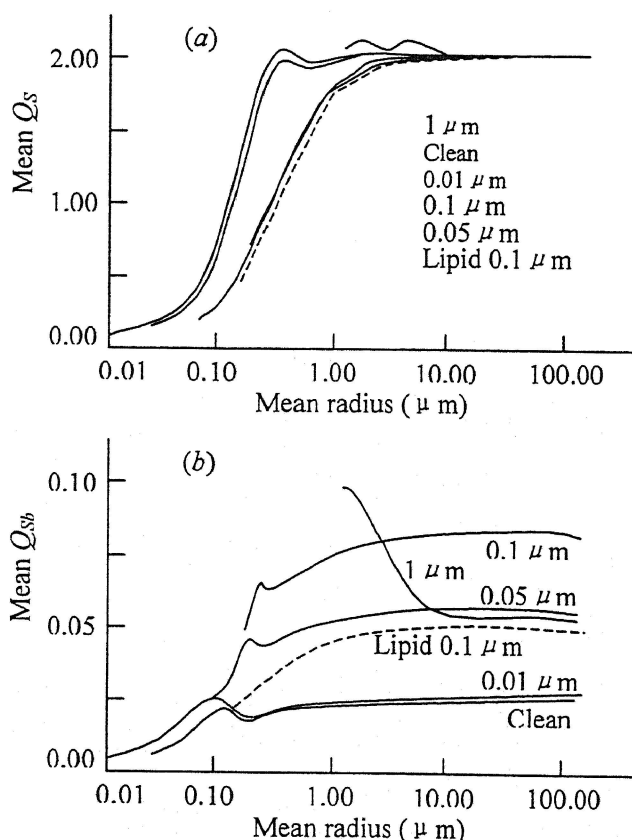 (a)
2.00
1.00
0.00
Mean Qs
1 μm
Clean
0.01 μm
0.1 μm
0.05 μm
Lipid 0.1 μm
0.01 0.10 1.00 10.00 100.00
Mean radius (μm)
(b)
0.10
0.05
0.00
Mean Qsb
0.1 μm
1 μm
0.05 μm
Lipid 0.1 μm
0.01 μm
Clean
0.01 0.10 1.00 10.00 100.00
Mean radius (μm)